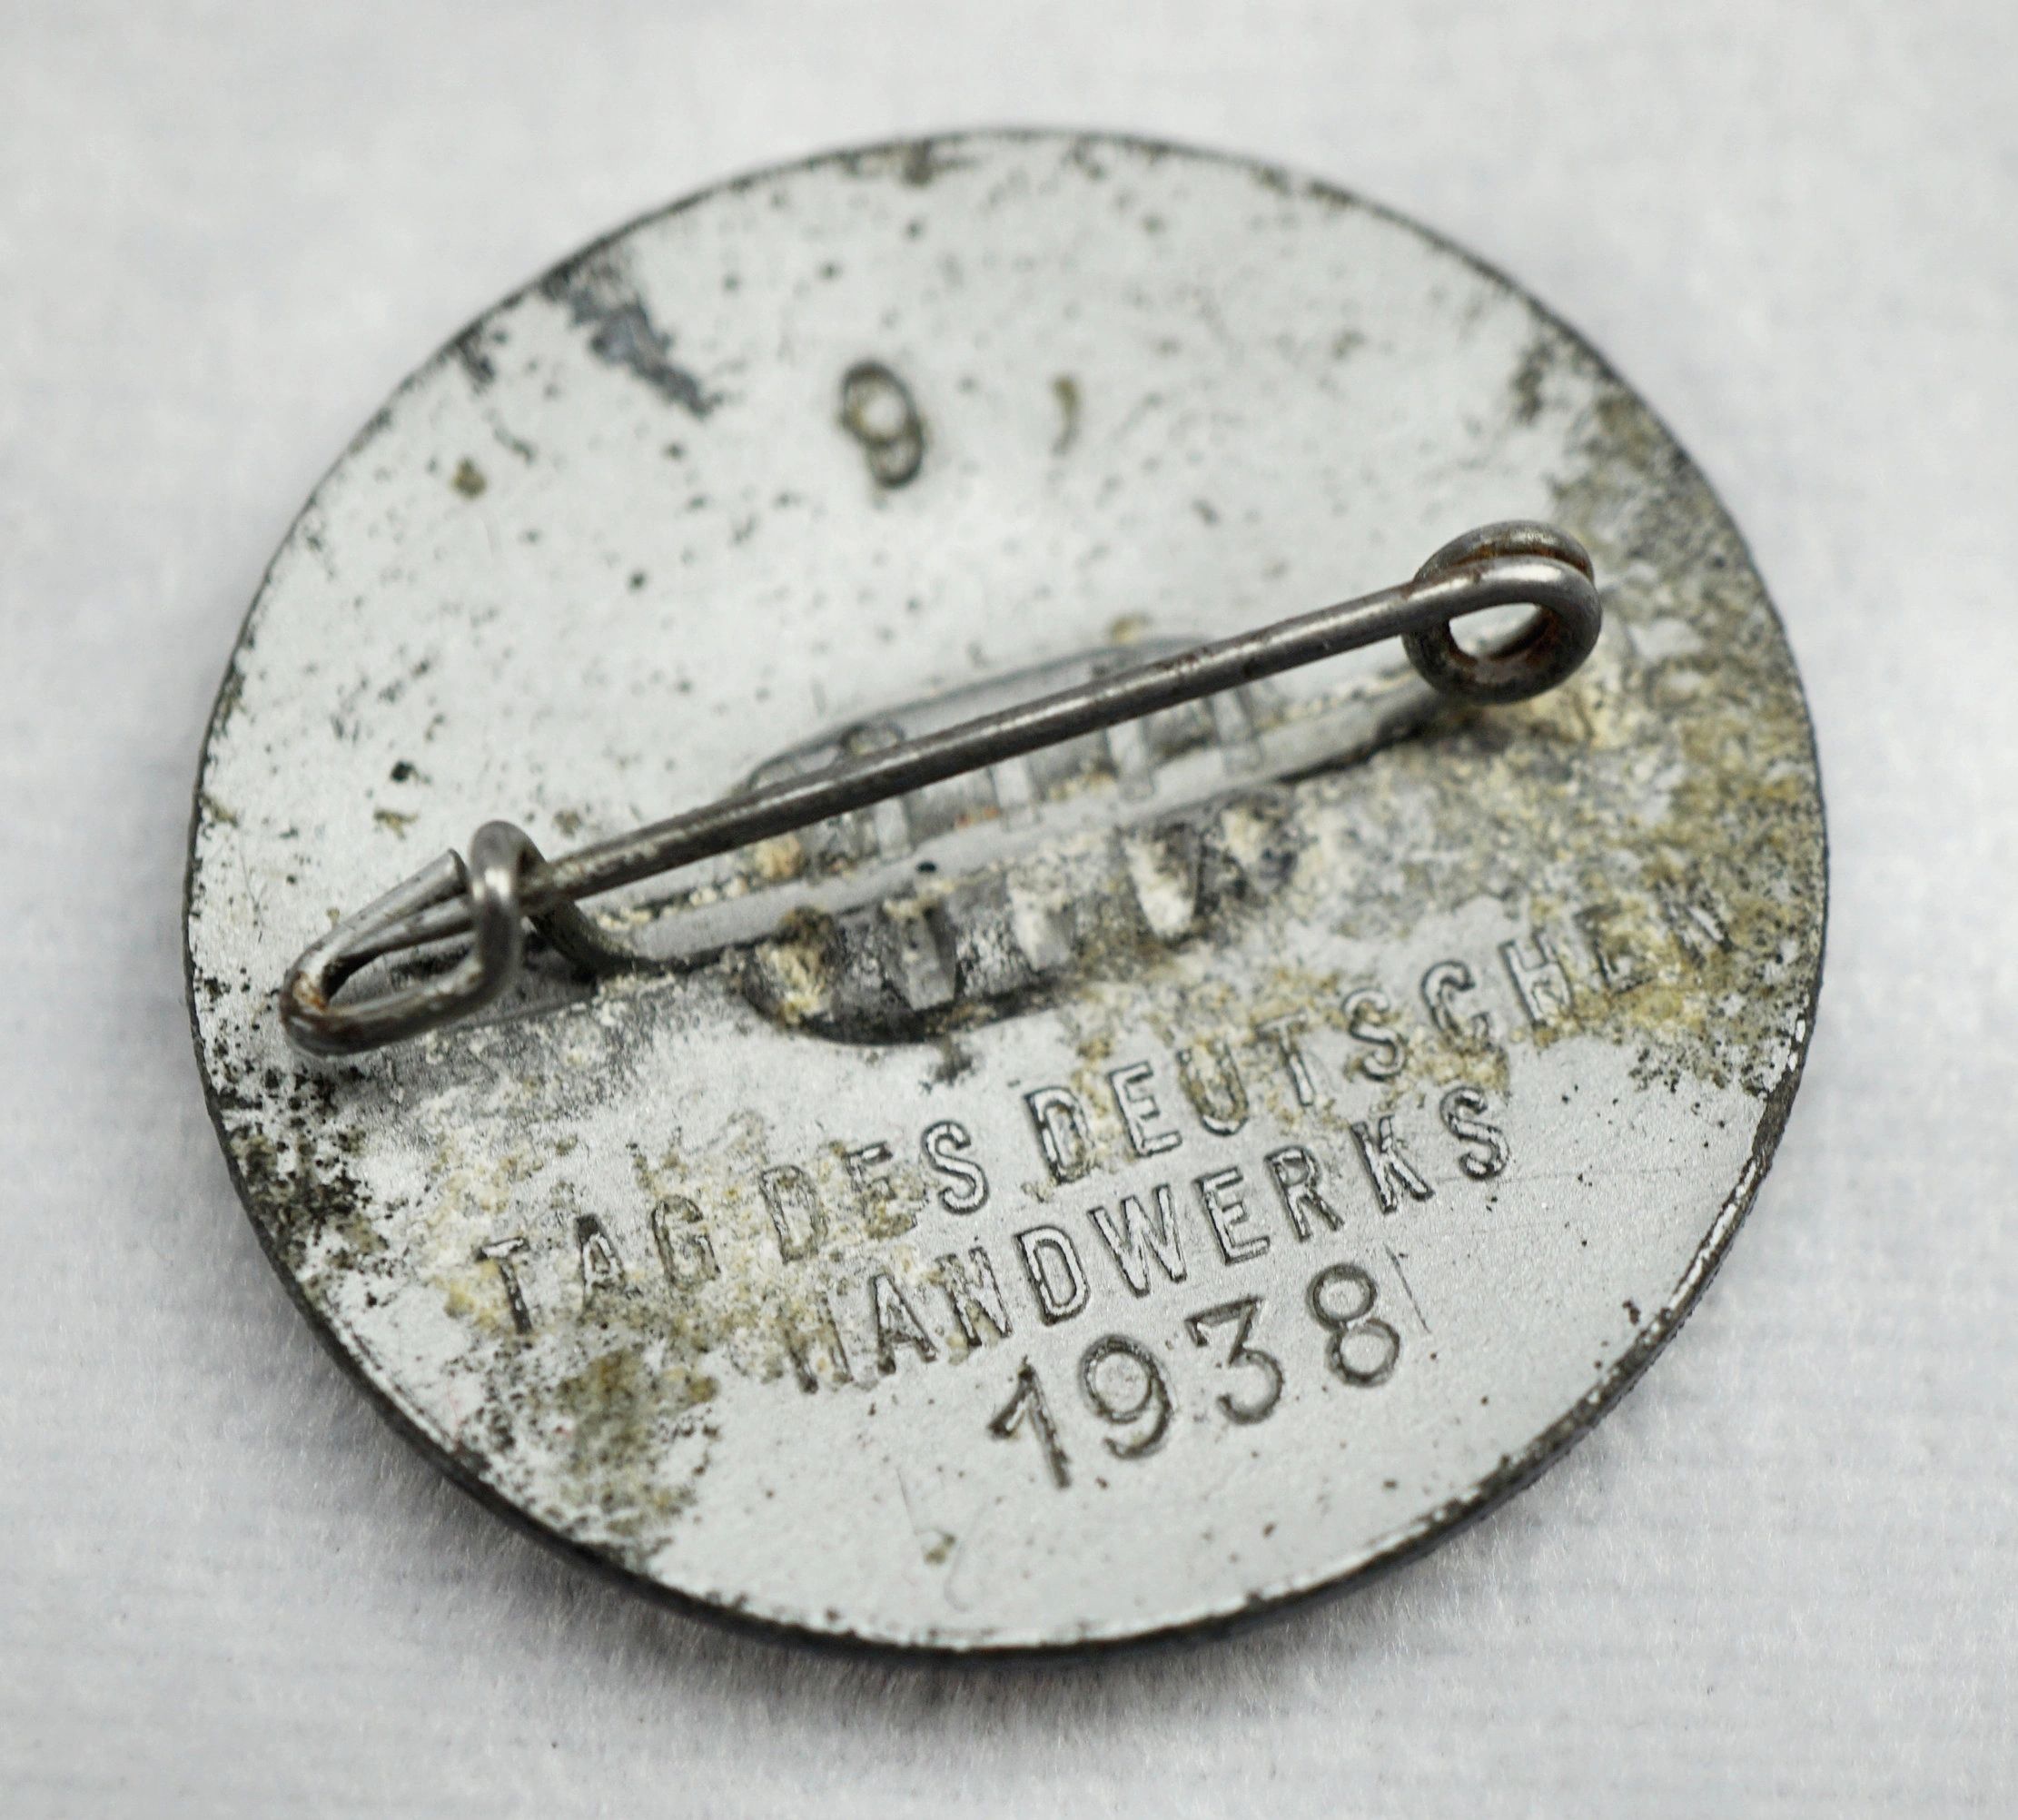 9
TAG DES DEUTSCHEN
HANDWERKS
1938